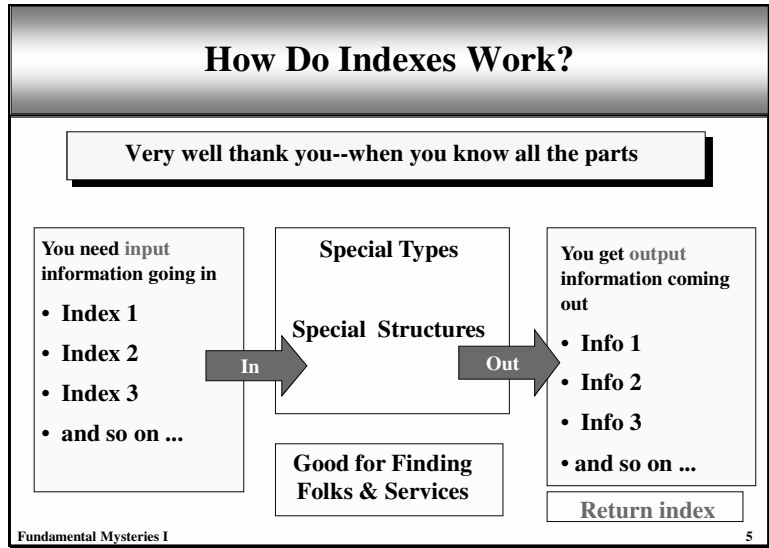 How Do Indexes Work?
Very well thank you--when you know all the parts
You need input
information going in
• Index 1
• Index 2
• Index 3
• and so on ...
In
Special Types
Special Structures
Out
Good for Finding
Folks & Services
You get output
information coming
out
• Info 1
• Info 2
• Info 3
• and so on ...
Return index
Fundamental Mysteries I
5